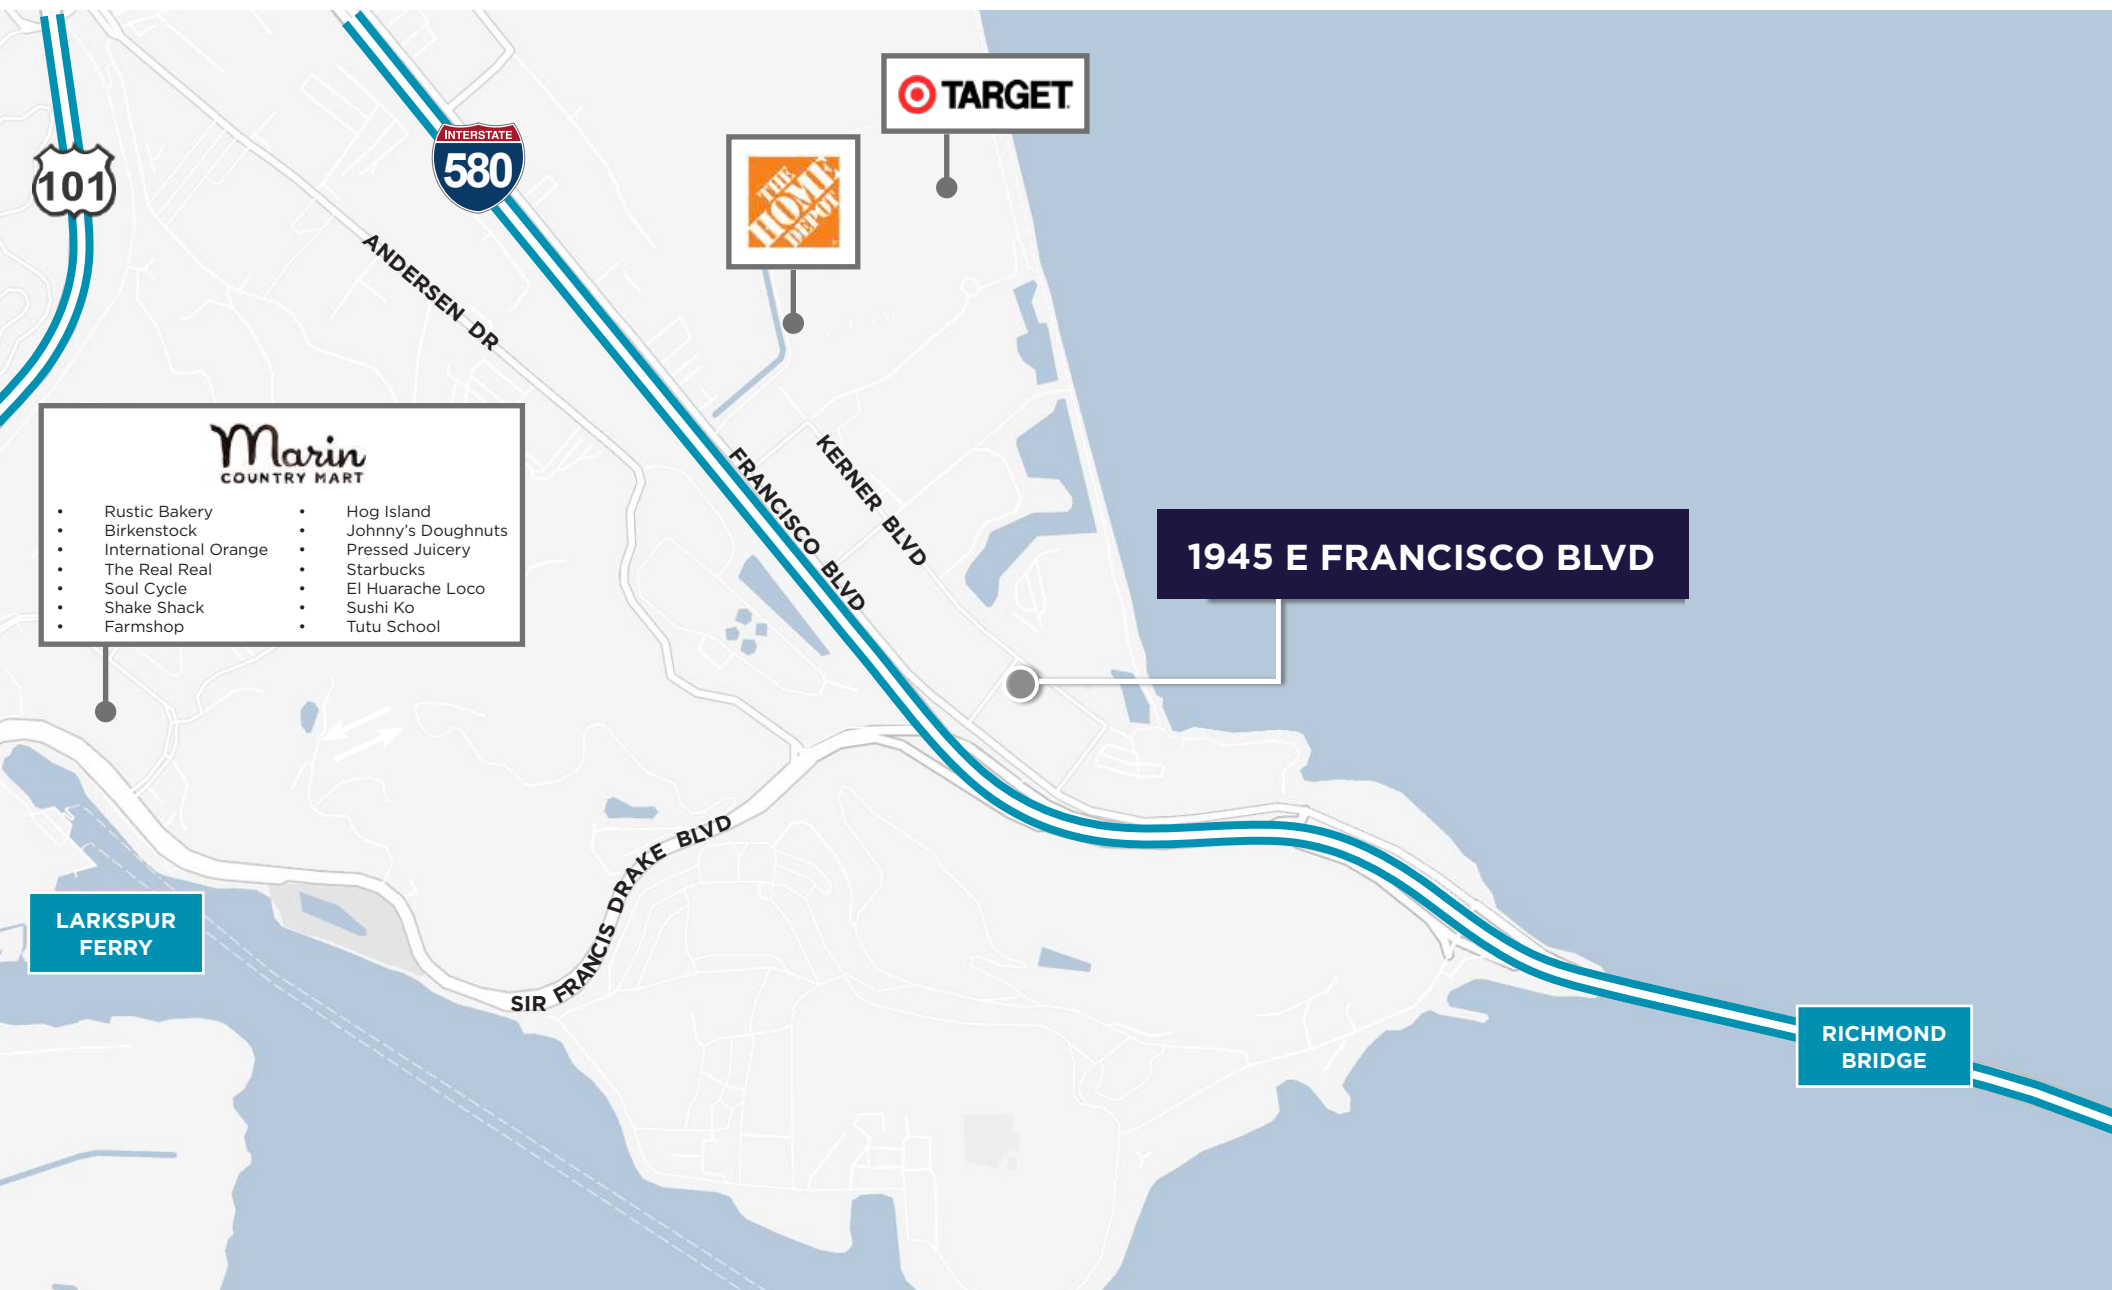 TARGET
THE
HOME
DEPOT
INTERSTATE
580
101
ANDERSEN DR
Marin
COUNTRY MART
• Rustic Bakery
• Birkenstock
• International Orange
• The Real Real
• Soul Cycle
• Shake Shack
• Farmshop
• Hog Island
• Johnny's Doughnuts
• Pressed Juicery
• Starbucks
• El Huarache Loco
• Sushi Ko
• Tutu School
FRANCISCO BLVD
KERNER BLVD
1945 E FRANCISCO BLVD
SIR FRANCIS DRAKE BLVD
LARKSPUR
FERRY
RICHMOND
BRIDGE